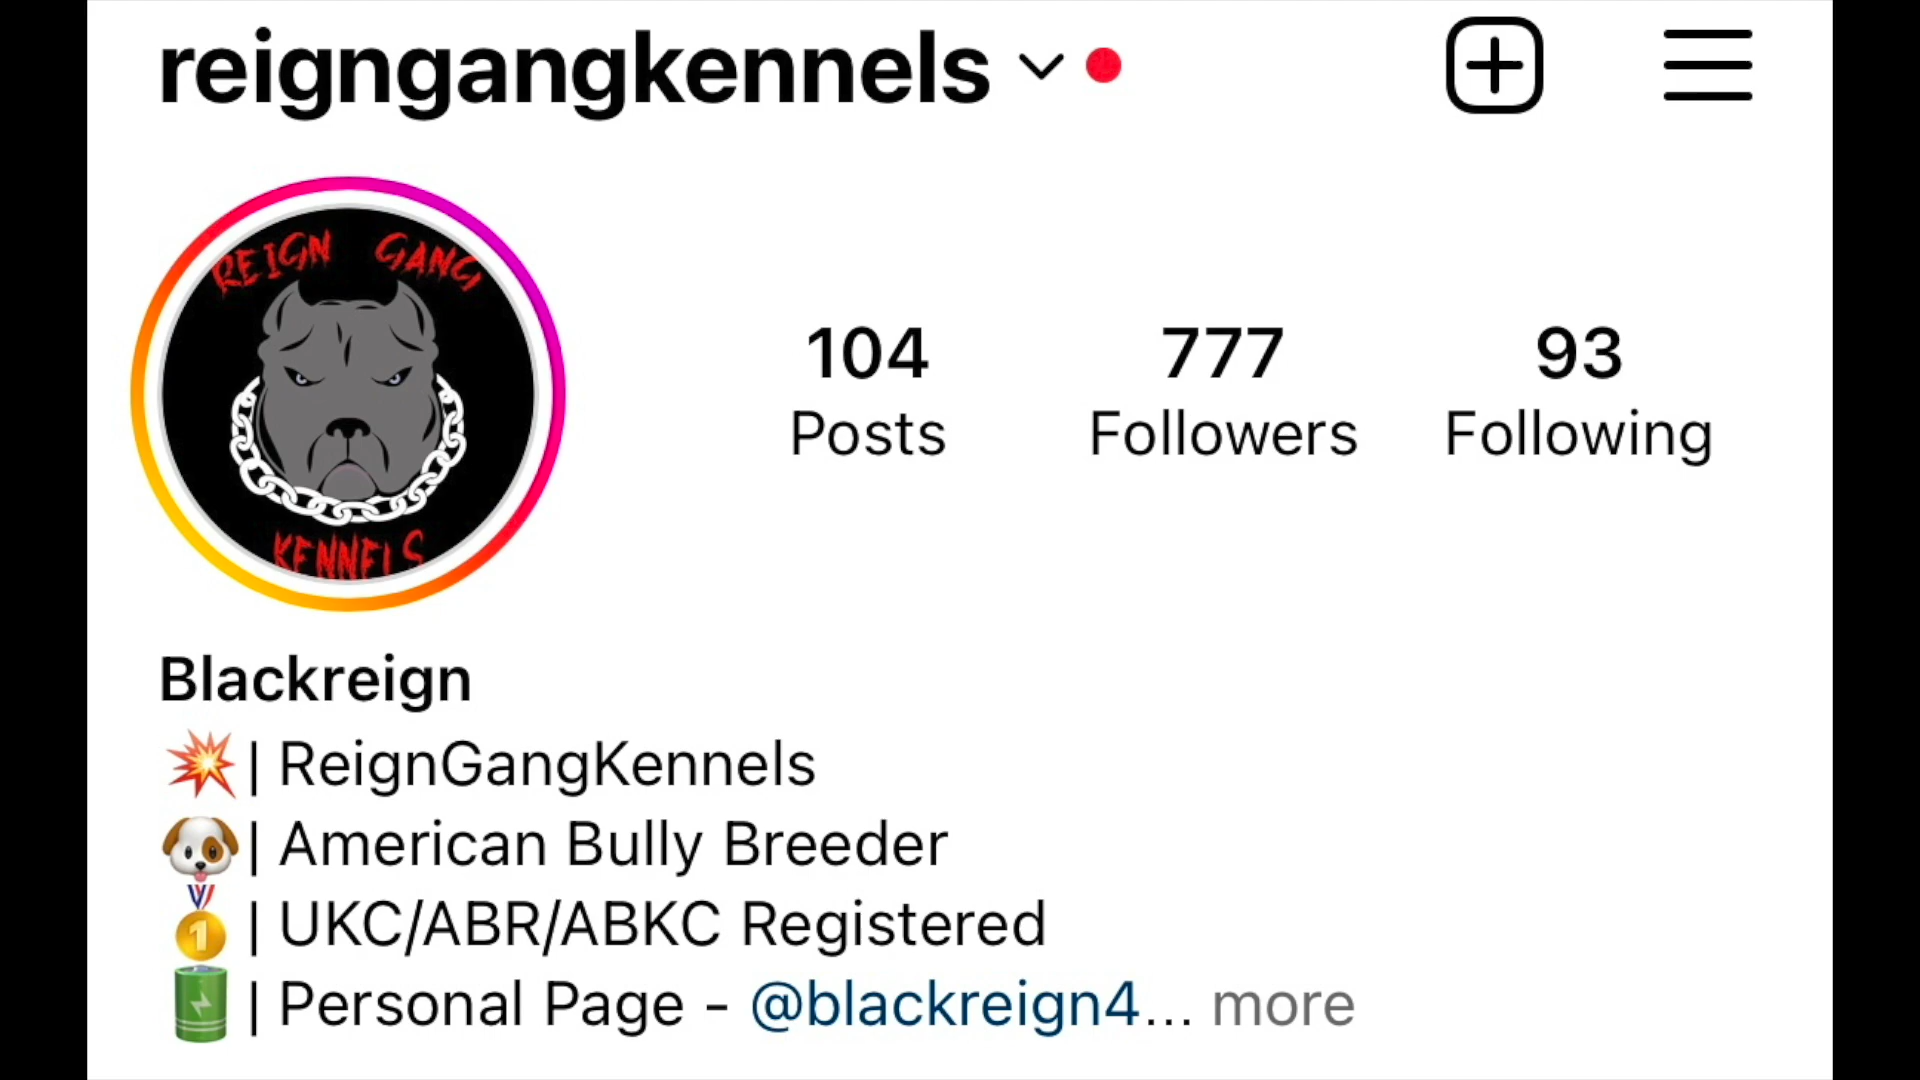 reigngangkennels
REIGN GANG
KENNELS
104 777 93
Posts Followers Following
Blackreign
💥| ReignGangKennels
🐶| American Bully Breeder
🥇| UKC/ABR/ABKC Registered
🔋| Personal Page - @blackreign4... more